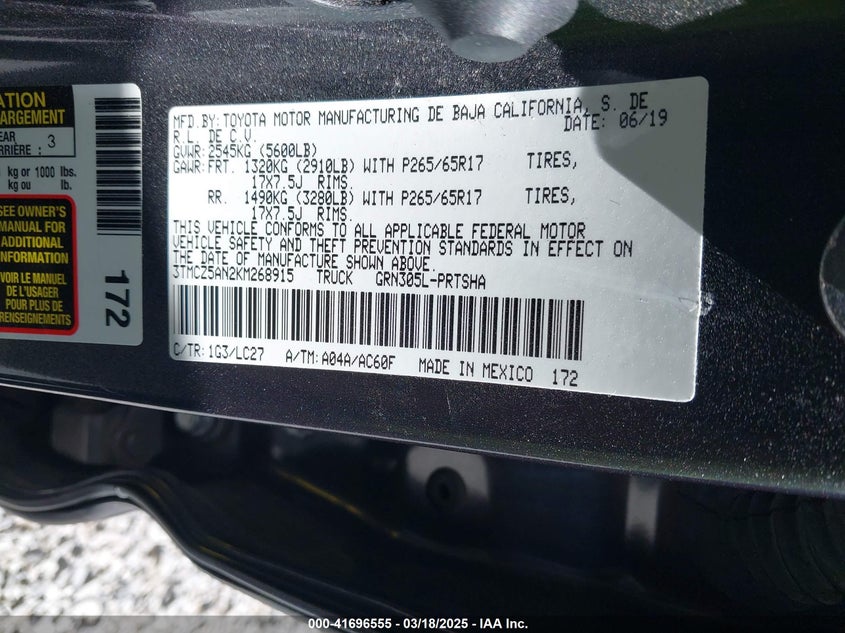 ATION
ARGEMENT
EAR
ARRIÈRE : 3
kg or 1000 lbs.
kg ou lb.
SEE OWNER'S
MANUAL FOR
ADDITIONAL
INFORMATION
VOIR LE MANUEL
DE L'USAGER
POUR PLUS DE
RENSEIGNEMENTS
172
MFD.BY:TOYOTA MOTOR MANUFACTURING DE BAJA CALIFORNIA, S. DE
R.L. DE C.V. DATE: 06/19
GVWR:2545KG (5600LB)
GAWR:FRT. 1320KG (2910LB) WITH P265/65R17 TIRES,
17X7.5J RIMS.
RR. 1490KG (3280LB) WITH P265/65R17 TIRES,
17X7.5J RIMS.
THIS VEHICLE CONFORMS TO ALL APPLICABLE FEDERAL MOTOR
VEHICLE SAFETY AND THEFT PREVENTION STANDARDS IN EFFECT ON
THE DATE OF MANUFACTURE SHOWN ABOVE.
3TMCZ5AN2KM268915 TRUCK GRN305L-PRTSHA
C/TR:1G3/LC27 A/TM:A04A/AC60F MADE IN MEXICO 172
000-41696555 - 03/18/2025 - IAA Inc.